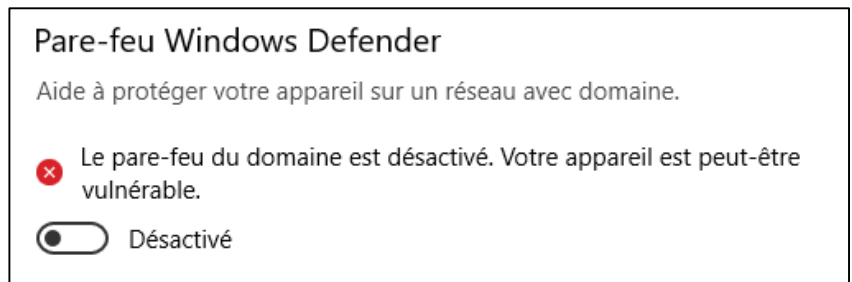 Pare-feu Windows Defender
Aide à protéger votre appareil sur un réseau avec domaine.
Le pare-feu du domaine est désactivé. Votre appareil est peut-être
vulnérable.
Désactivé